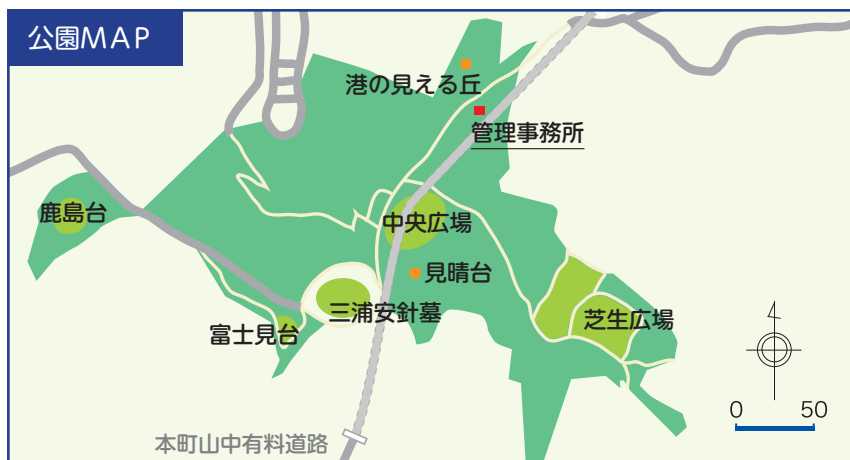 公園MAP
港の見える丘
管理事務所
鹿島台
中央広場
見晴台
三浦安針墓
芝生広場
富士見台
0 50
本町山中有料道路